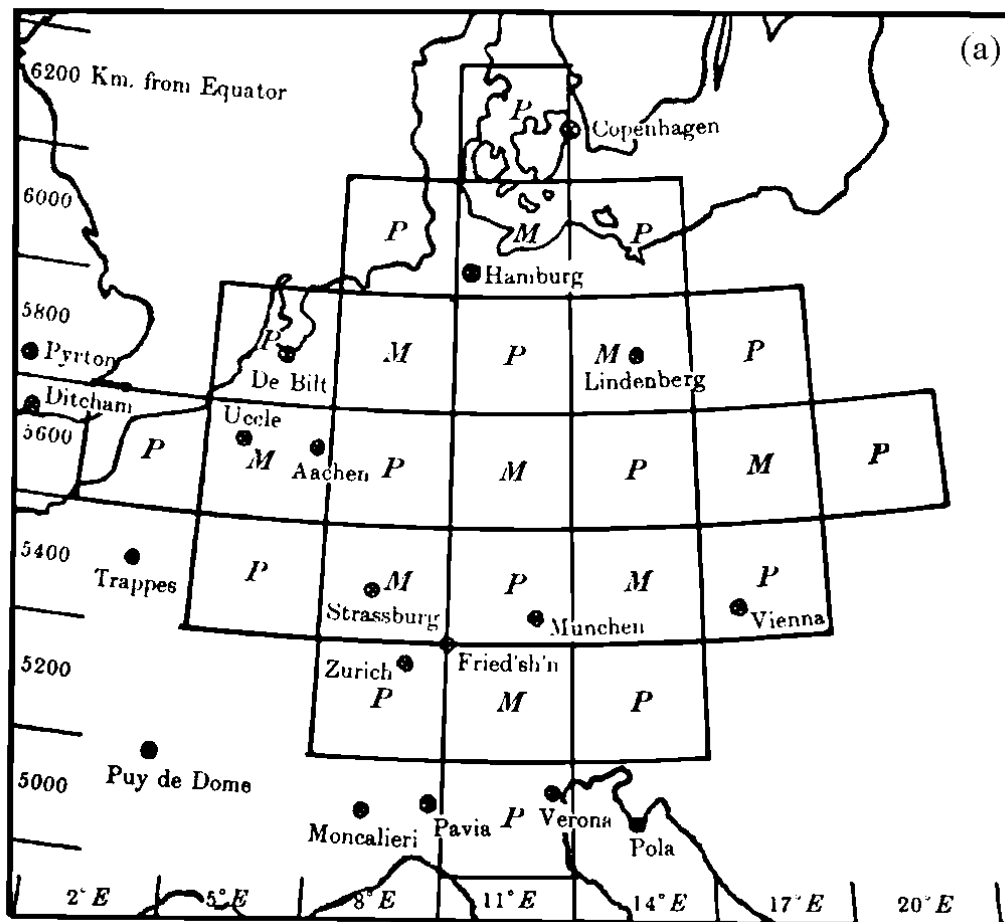 (a)
6200 Km. from Equator
P
Copenhagen
6000
P M P
Hamburg
5800
Pyrton
P M P M P
De Bilt
Lindenberg
Ditcham
Uccle
5600
P M P M P M P
Aachen
5400
Trappes
P M P M P
Strassburg
München
Vienna
5200
Zurich
Fried'sh'n
P M P
Puy de Dome
5000
Moncalieri
Pavia
P
Verona
Pola
2° E 5° E 8° E 11° E 14° E 17° E 20° E